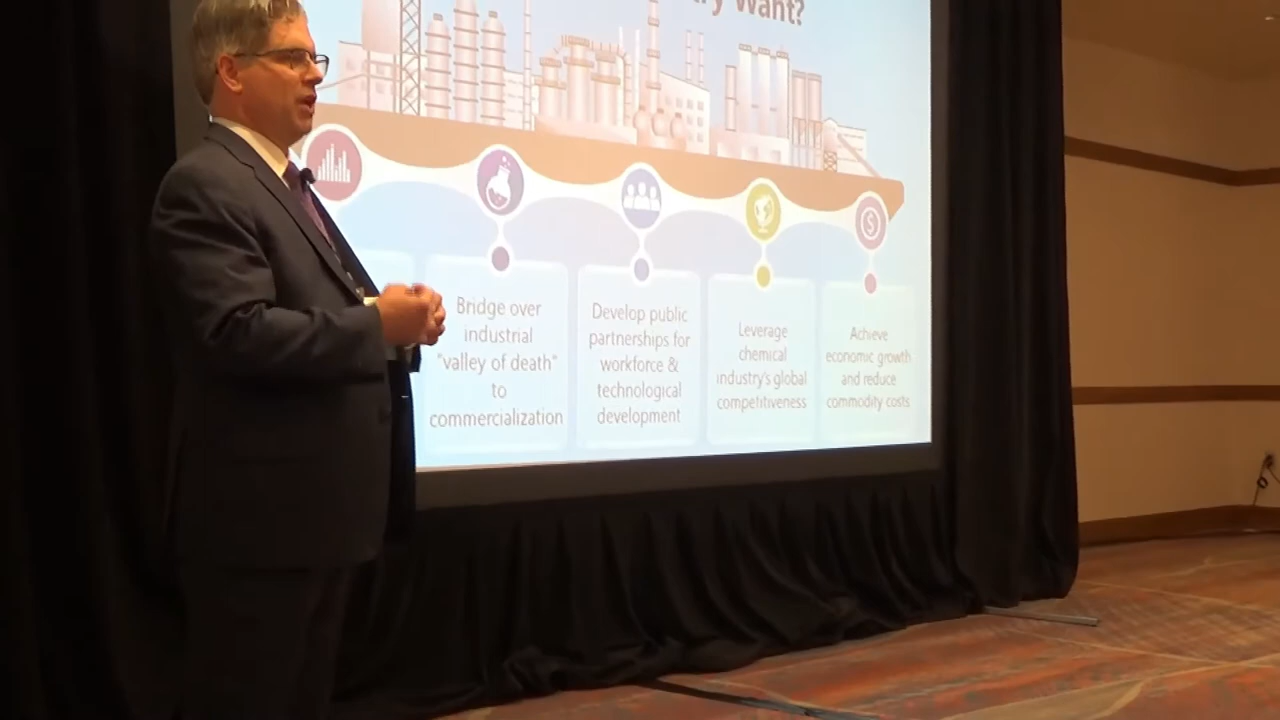 Want?
Bridge over
industrial
"valley of death"
to
commercialization
Develop public
partnerships for
workforce &
technological
development
Leverage
chemical
industry's global
competitiveness
Achieve
economic growth
and reduce
commodity costs
$